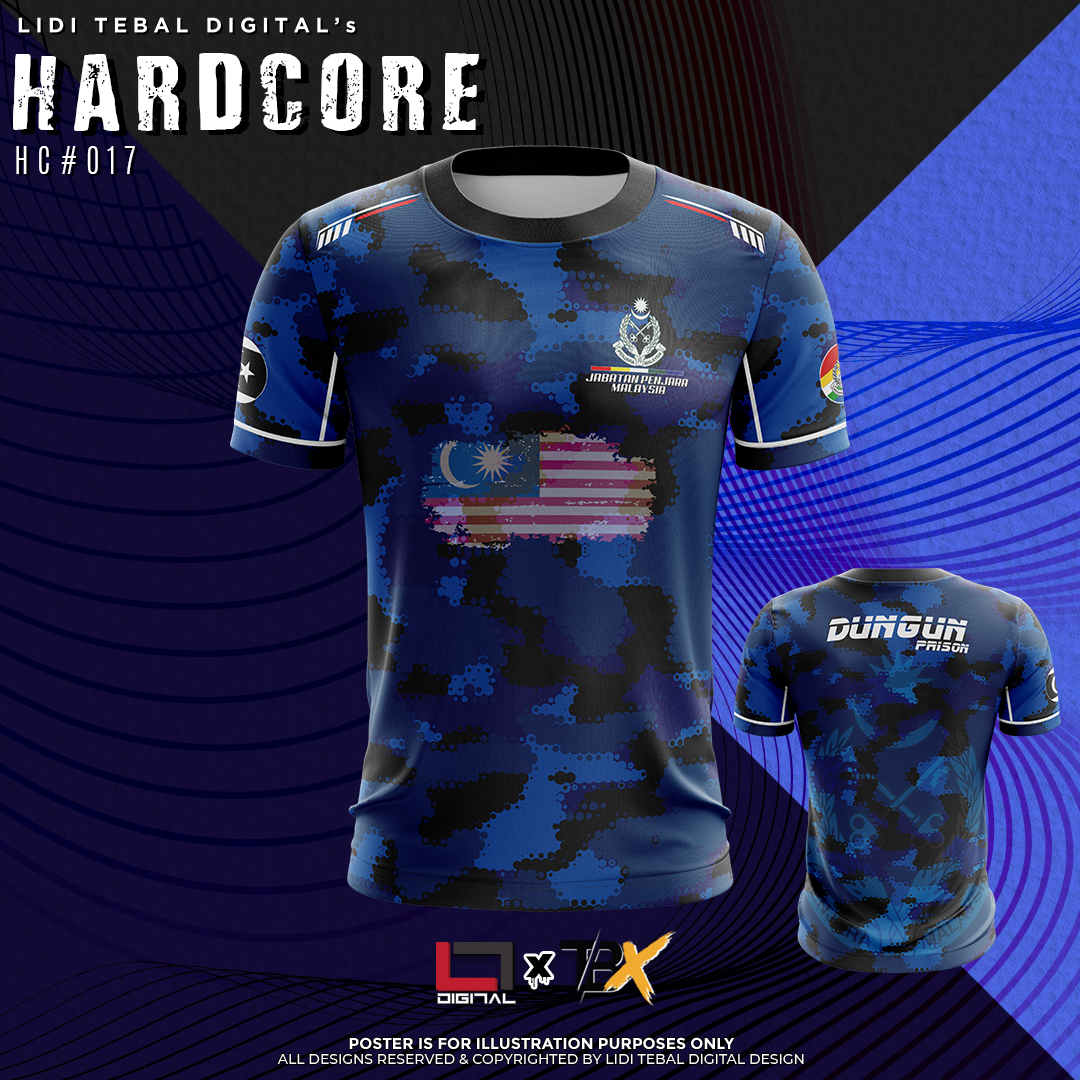 LIDI TEBAL DIGITAL's
HARDCORE
HC#017
JABATAN PENJARA
MALAYSIA
DUNGUN
PRISON
DIGITAL
X
TBX
POSTER IS FOR ILLUSTRATION PURPOSES ONLY
ALL DESIGNS RESERVED & COPYRIGHTED BY LIDI TEBAL DIGITAL DESIGN